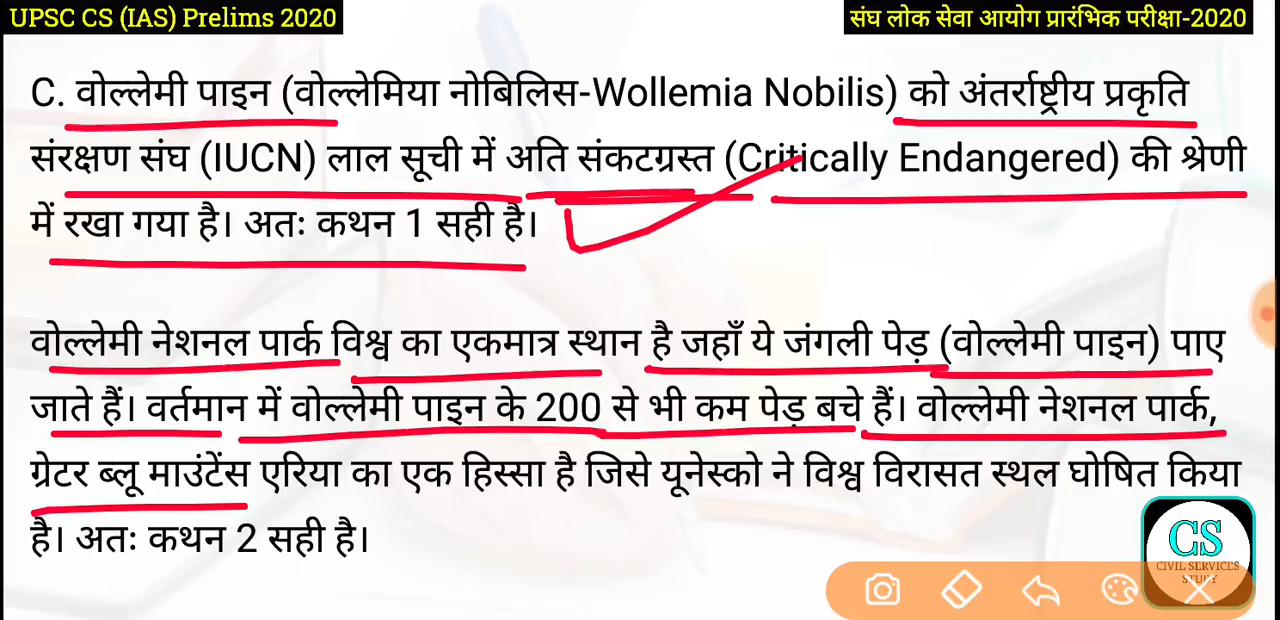 UPSC CS (IAS) Prelims 2020
संघ लोक सेवा आयोग प्रारंभिक परीक्षा-2020
C. वोल्लेमी पाइन (वोल्लेमिया नोबिलिस-Wollemia Nobilis) को अंतर्राष्ट्रीय प्रकृति
संरक्षण संघ (IUCN) लाल सूची में अति संकटग्रस्त (Critically Endangered) की श्रेणी
में रखा गया है। अतः कथन 1 सही है।
वोल्लेमी नेशनल पार्क विश्व का एकमात्र स्थान है जहाँ ये जंगली पेड़ (वोल्लेमी पाइन) पाए
जाते हैं। वर्तमान में वोल्लेमी पाइन के 200 से भी कम पेड़ बचे हैं। वोल्लेमी नेशनल पार्क,
ग्रेटर ब्लू माउंटेंस एरिया का एक हिस्सा है जिसे यूनेस्को ने विश्व विरासत स्थल घोषित किया
है। अतः कथन 2 सही है।
CS
CIVIL SERVICES
STUDY